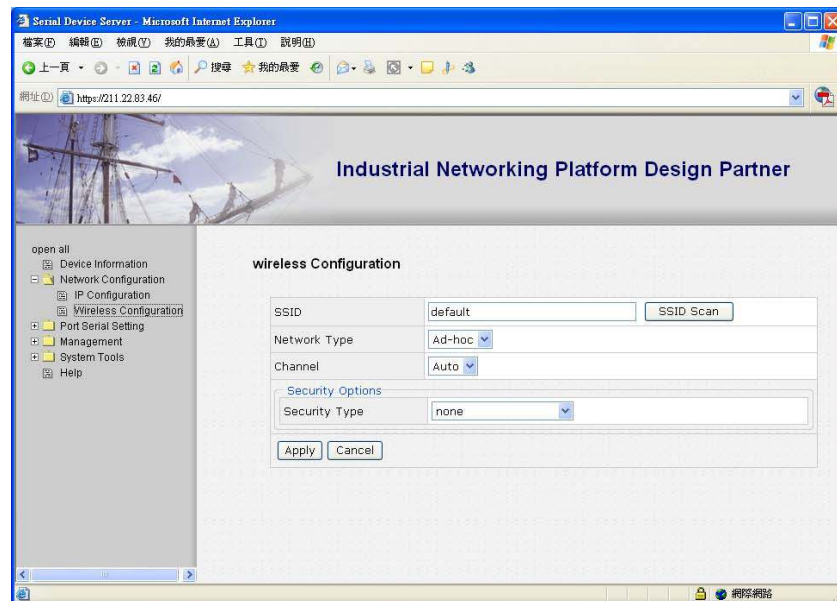 Serial Device Server - Microsoft Internet Explorer
檔案(F) 編輯(E) 檢視(V) 我的最愛(A) 工具(T) 說明(H)
上一頁 搜尋 我的最愛
網址(D) https://211.22.83.46/
Industrial Networking Platform Design Partner
open all
Device Information
Network Configuration
IP Configuration
Wireless Configuration
Port Serial Setting
Management
System Tools
Help
wireless Configuration
SSID default SSID Scan
Network Type Ad-hoc
Channel Auto
Security Options
Security Type none
Apply Cancel
網際網路